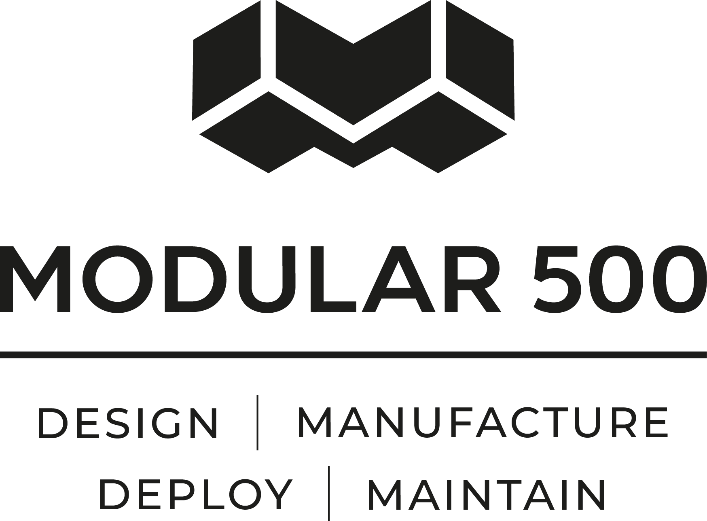 MODULAR 500
DESIGN | MANUFACTURE
DEPLOY | MAINTAIN